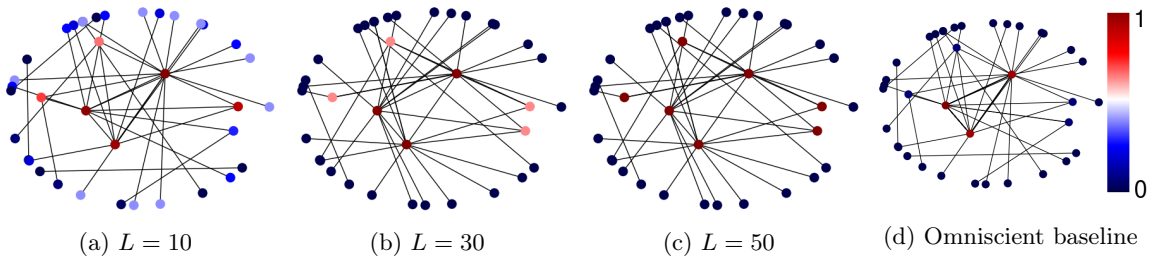 1
0
(a) L = 10
(b) L = 30
(c) L = 50
(d) Omniscient baseline